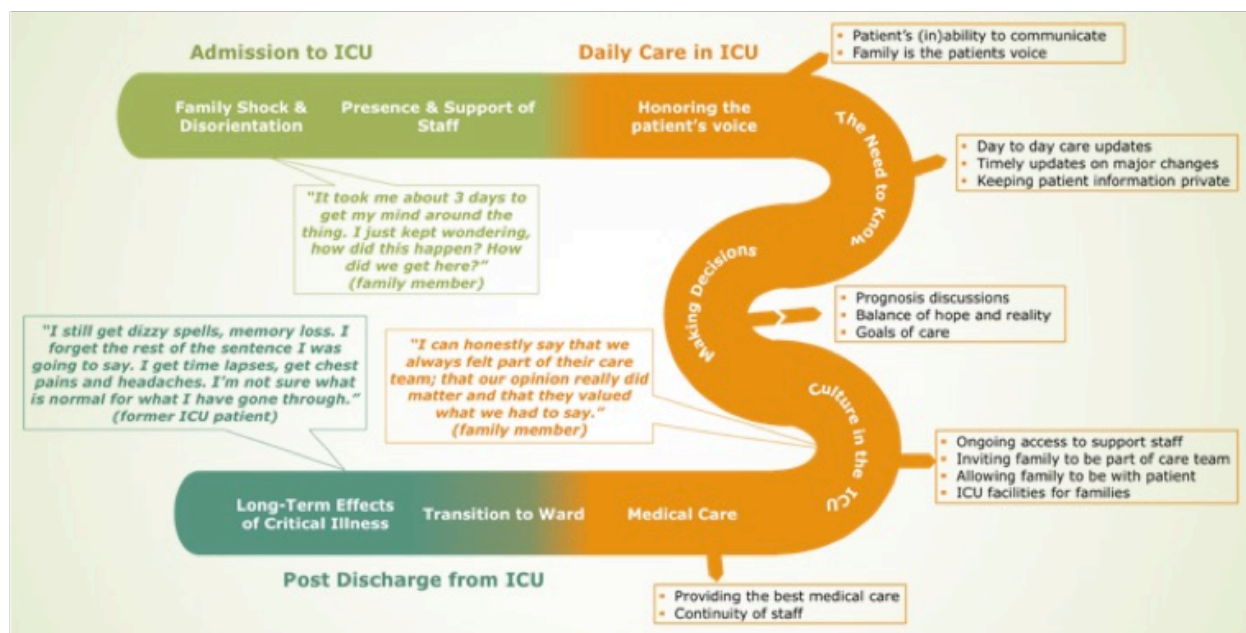 Admission to ICU
Daily Care in ICU
Family Shock &
Disorientation
Presence & Support of
Staff
Honoring the
patient's voice
▪ Patient's (in)ability to communicate
▪ Family is the patients voice
The Need to Know
▪ Day to day care updates
▪ Timely updates on major changes
▪ Keeping patient information private
"It took me about 3 days to
get my mind around the
thing. I just kept wondering,
how did this happen? How
did we get here?"
(family member)
Making Decisions
▪ Prognosis discussions
▪ Balance of hope and reality
▪ Goals of care
"I can honestly say that we
always felt part of their care
team; that our opinion really did
matter and that they valued
what we had to say."
(family member)
Culture in the ICU
▪ Ongoing access to support staff
▪ Inviting family to be part of care team
▪ Allowing family to be with patient
▪ ICU facilities for families
Medical Care
▪ Providing the best medical care
▪ Continuity of staff
Transition to Ward
Long-Term Effects
of Critical Illness
"I still get dizzy spells, memory loss. I
forget the rest of the sentence I was
going to say. I get time lapses, get chest
pains and headaches. I'm not sure what
is normal for what I have gone through."
(former ICU patient)
Post Discharge from ICU